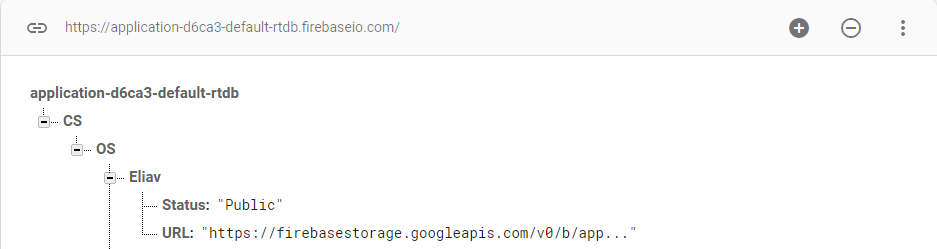 https://application-d6ca3-default-rtdb.firebaseio.com/
application-d6ca3-default-rtdb
CS
OS
Eliav
Status: "Public"
URL: "https://firebasestorage.googleapis.com/v0/b/app..."